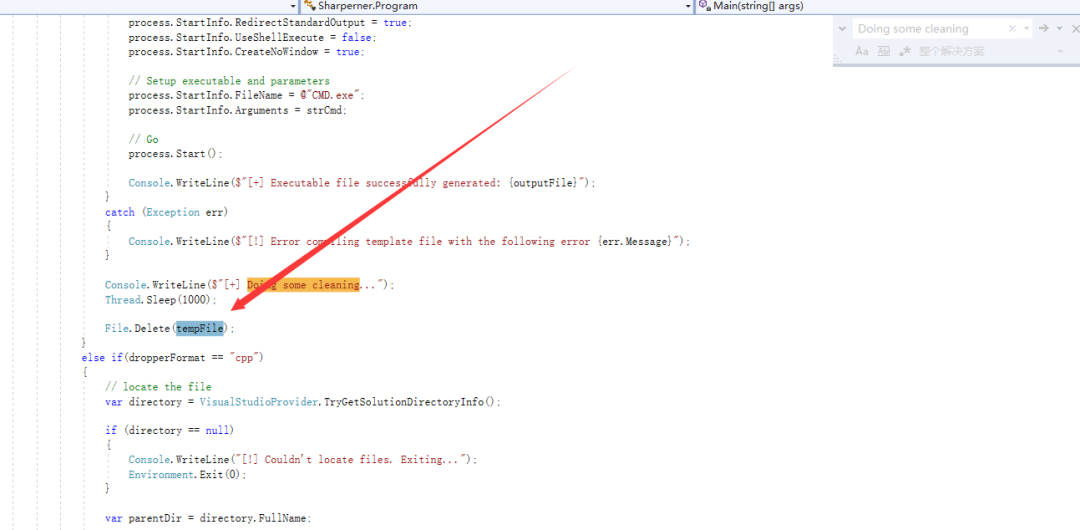 Sharperner.Program
Main(string[] args)
Doing some cleaning
Aa
整个解决方案
process.StartInfo.RedirectStandardOutput = true;
process.StartInfo.UseShellExecute = false;
process.StartInfo.CreateNoWindow = true;
// Setup executable and parameters
process.StartInfo.FileName = @"CMD.exe";
process.StartInfo.Arguments = strCmd;
// Go
process.Start();
Console.WriteLine($"[+] Executable file successfully generated: {outputFile}");
}
catch (Exception err)
{
Console.WriteLine($"[!] Error compiling template file with the following error {err.Message}");
}
Console.WriteLine($"[+] Doing some cleaning...");
Thread.Sleep(1000);
File.Delete(tempFile);
}
else if(dropperFormat == "cpp")
{
// locate the file
var directory = VisualStudioProvider.TryGetSolutionDirectoryInfo();
if (directory == null)
{
Console.WriteLine("[!] Couldn't locate files. Exiting...");
Environment.Exit(0);
}
var parentDir = directory.FullName;